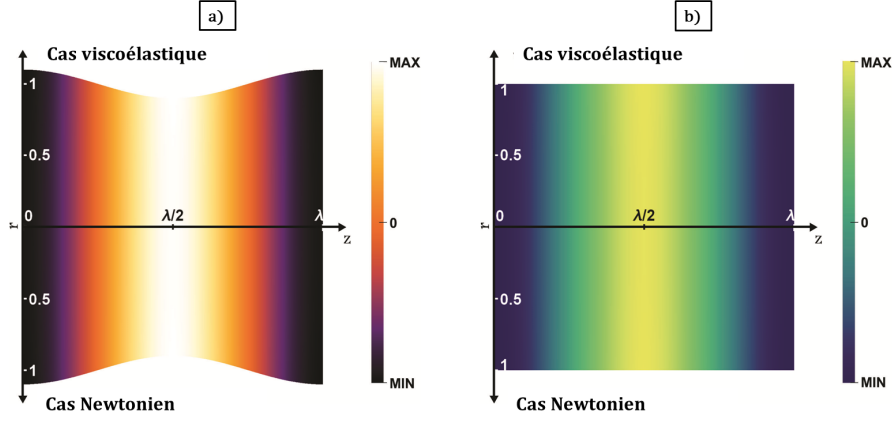 a)
Cas viscoélastique
MAX
1
0.5
0
λ/2
λ
0
r
z
0.5
1
MIN
Cas Newtonien
b)
Cas viscoélastique
MAX
1
0.5
0
λ/2
λ
0
r
z
0.5
1
MIN
Cas Newtonien